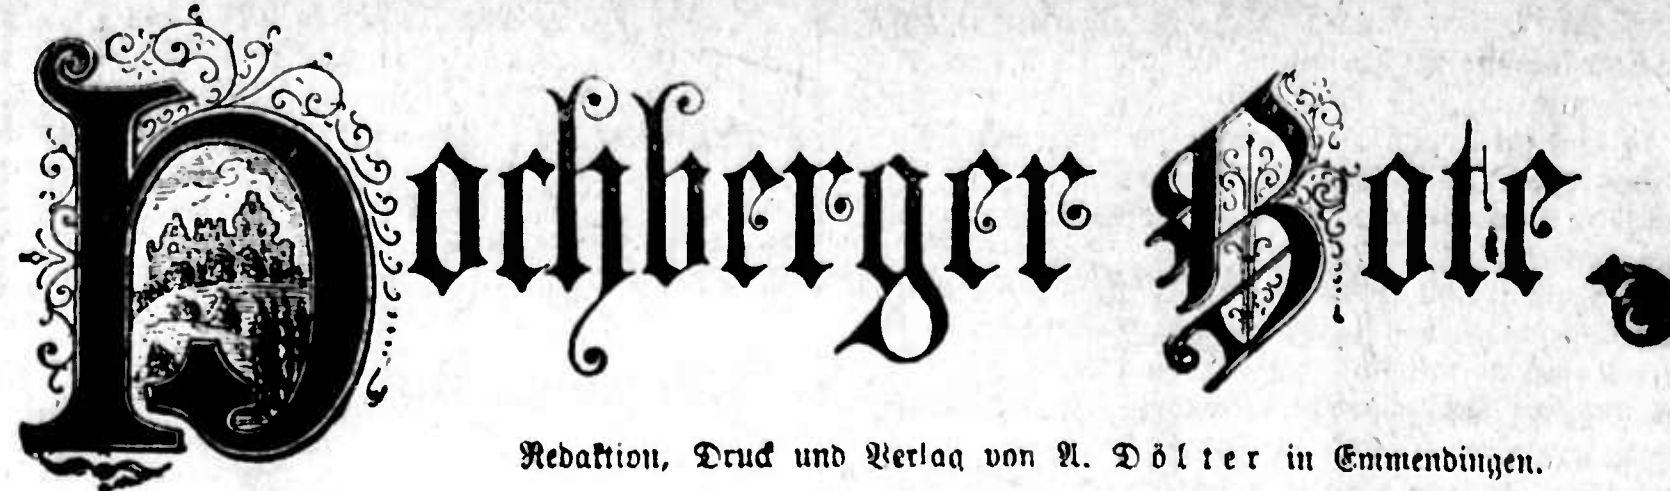 Hochberger Bote.
Redaktion, Druck und Verlag von A. Dölter in Emmendingen.